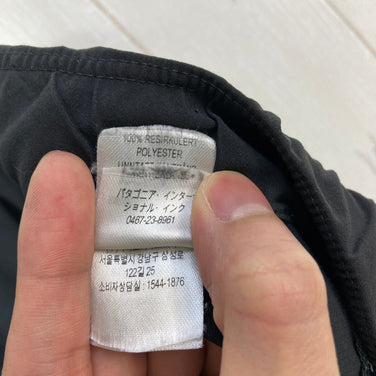 100% RESIRKULERT
POLYESTER
パタゴニア・インター
ショナル・インク
0467-23-8961
서울특별시 강남구 삼성로
122길 25
소비자상담실 : 1544-1876